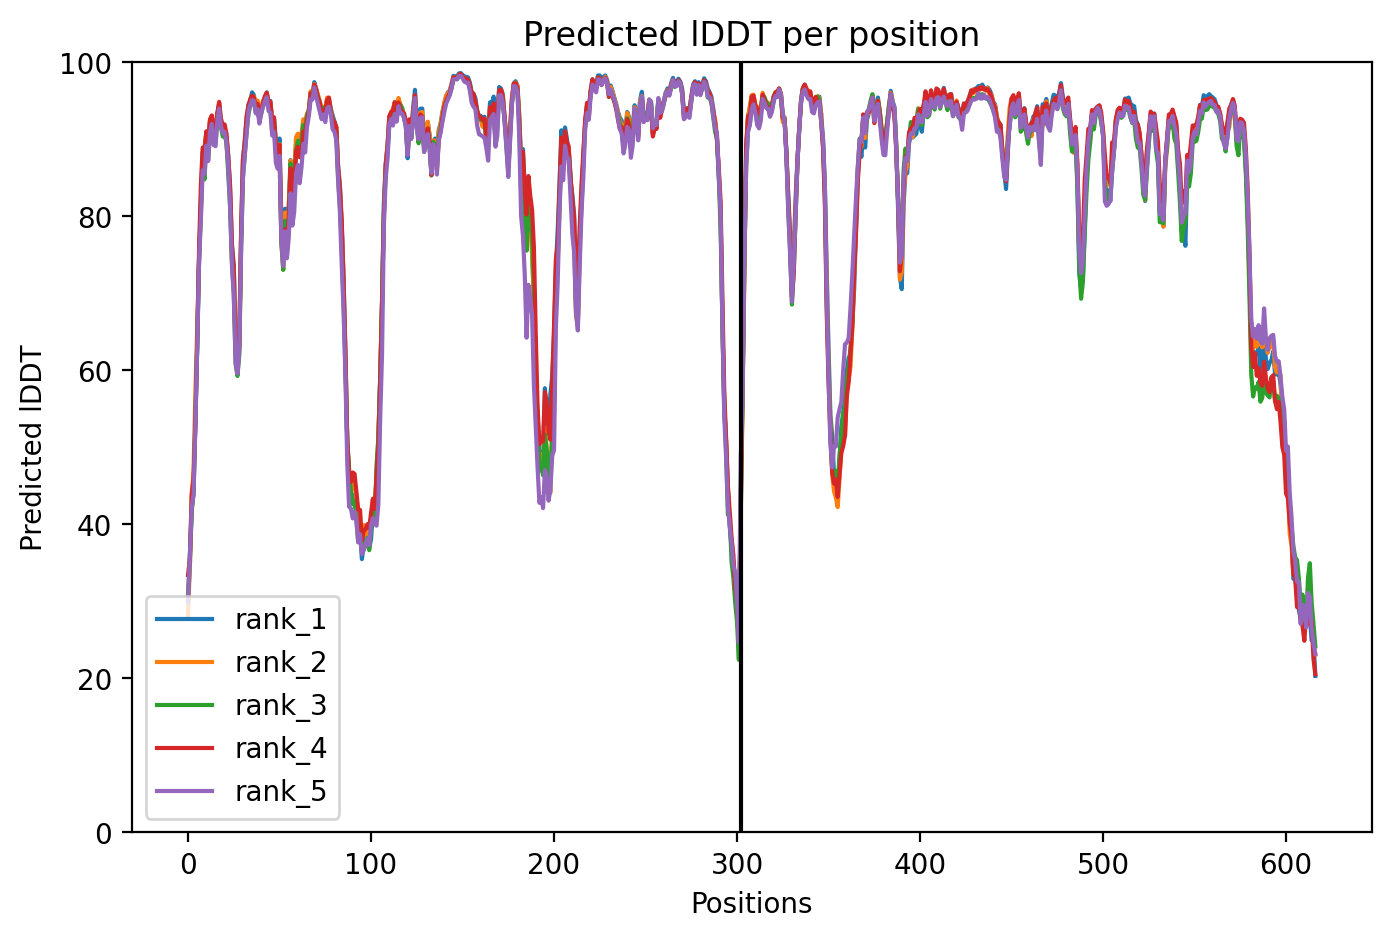 Predicted lDDT per position
Predicted lDDT
100
80
60
40
20
0
rank_1
rank_2
rank_3
rank_4
rank_5
0 100 200 300 400 500 600
Positions